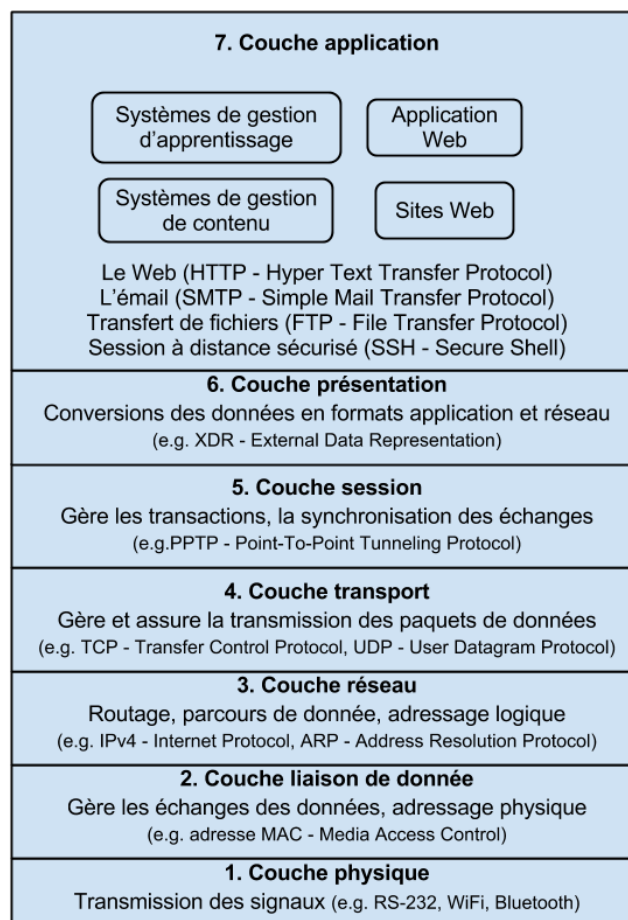 7. Couche application
Systèmes de gestion
d'apprentissage
Application
Web
Systèmes de gestion
de contenu
Sites Web
Le Web (HTTP - Hyper Text Transfer Protocol)
L'émail (SMTP - Simple Mail Transfer Protocol)
Transfert de fichiers (FTP - File Transfer Protocol)
Session à distance sécurisé (SSH - Secure Shell)
6. Couche présentation
Conversions des données en formats application et réseau
(e.g. XDR - External Data Representation)
5. Couche session
Gère les transactions, la synchronisation des échanges
(e.g.PPTP - Point-To-Point Tunneling Protocol)
4. Couche transport
Gère et assure la transmission des paquets de données
(e.g. TCP - Transfer Control Protocol, UDP - User Datagram Protocol)
3. Couche réseau
Routage, parcours de donnée, adressage logique
(e.g. IPv4 - Internet Protocol, ARP - Address Resolution Protocol)
2. Couche liaison de donnée
Gère les échanges des données, adressage physique
(e.g. adresse MAC - Media Access Control)
1. Couche physique
Transmission des signaux (e.g. RS-232, WiFi, Bluetooth)